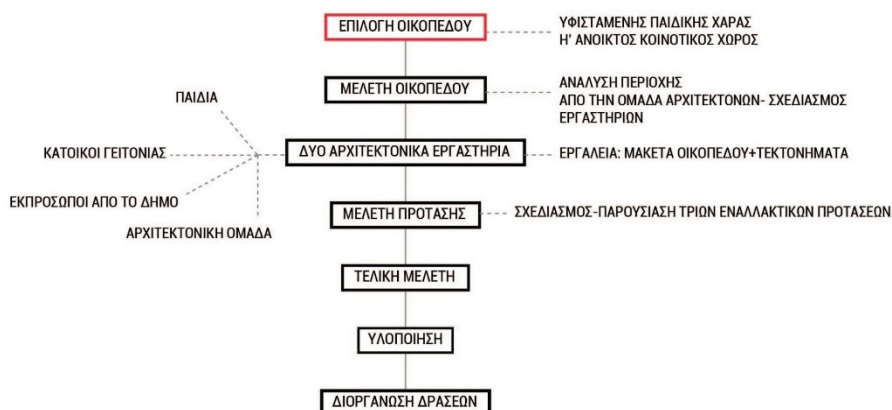 ΕΠΙΛΟΓΗ ΟΙΚΟΠΕΔΟΥ
ΥΦΙΣΤΑΜΕΝΗΣ ΠΑΙΔΙΚΗΣ ΧΑΡΑΣ
Η' ΑΝΟΙΚΤΟΣ ΚΟΙΝΟΤΙΚΟΣ ΧΩΡΟΣ
ΜΕΛΕΤΗ ΟΙΚΟΠΕΔΟΥ
ΑΝΑΛΥΣΗ ΠΕΡΙΟΧΗΣ
ΑΠΟ ΤΗΝ ΟΜΑΔΑ ΑΡΧΙΤΕΚΤΟΝΩΝ- ΣΧΕΔΙΑΣΜΟΣ
ΕΡΓΑΣΤΗΡΙΩΝ
ΠΑΙΔΙΑ
ΚΑΤΟΙΚΟΙ ΓΕΙΤΟΝΙΑΣ
ΕΚΠΡΟΣΩΠΟΙ ΑΠΟ ΤΟ ΔΗΜΟ
ΑΡΧΙΤΕΚΤΟΝΙΚΗ ΟΜΑΔΑ
ΔΥΟ ΑΡΧΙΤΕΚΤΟΝΙΚΑ ΕΡΓΑΣΤΗΡΙΑ
ΕΡΓΑΛΕΙΑ: ΜΑΚΕΤΑ ΟΙΚΟΠΕΔΟΥ+ΤΕΚΤΟΝΗΜΑΤΑ
ΜΕΛΕΤΗ ΠΡΟΤΑΣΗΣ
ΣΧΕΔΙΑΣΜΟΣ-ΠΑΡΟΥΣΙΑΣΗ ΤΡΙΩΝ ΕΝΑΛΛΑΚΤΙΚΩΝ ΠΡΟΤΑΣΕΩΝ
ΤΕΛΙΚΗ ΜΕΛΕΤΗ
ΥΛΟΠΟΙΗΣΗ
ΔΙΟΡΓΑΝΩΣΗ ΔΡΑΣΕΩΝ